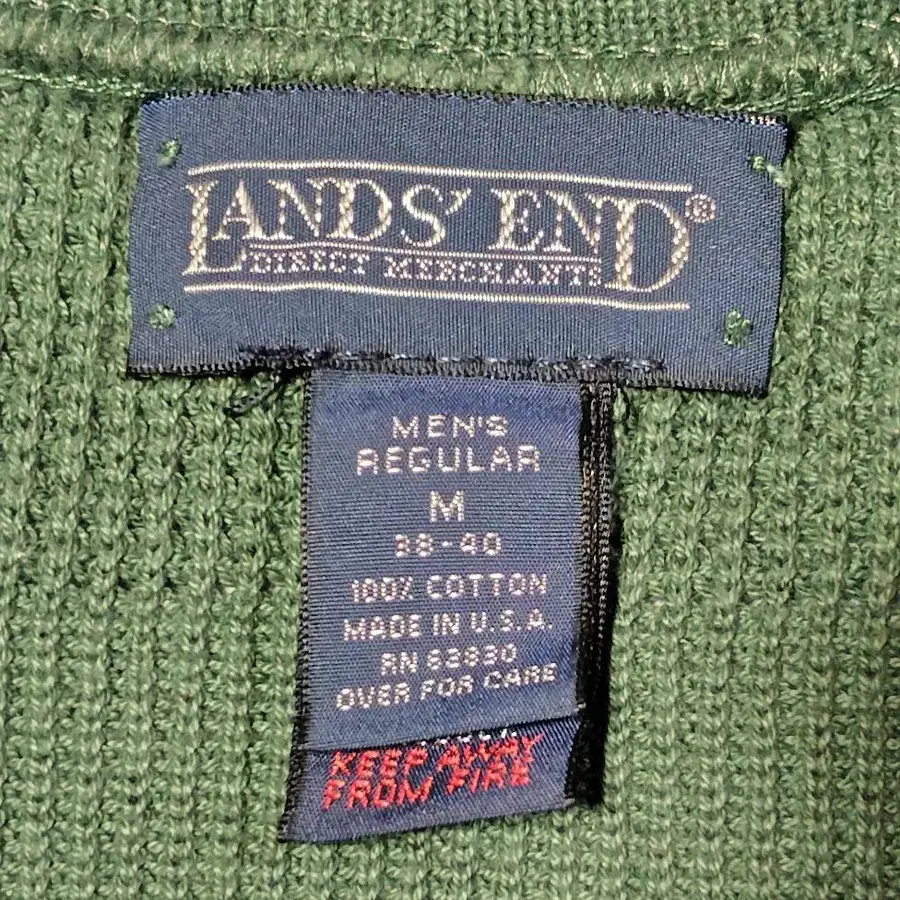 LANDS' END®
DIRECT MERCHANTS
MEN'S
REGULAR
M
38-40
100% COTTON
MADE IN U.S.A.
RN
OVER FOR CARE
KEEP AWAY
FROM FIRE